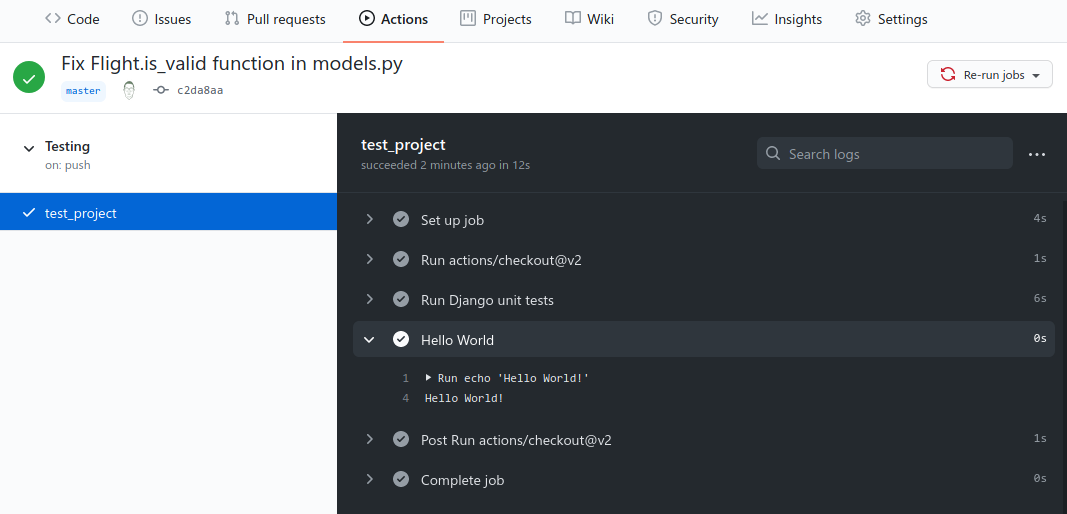 Code Issues Pull requests Actions Projects Wiki Security Insights Settings
Fix Flight.is_valid function in models.py
master c2da8aa
Re-run jobs
Testing
on: push
test_project
test_project
succeeded 2 minutes ago in 12s
Search logs
Set up job 4s
Run actions/checkout@v2 1s
Run Django unit tests 6s
Hello World 0s
1 Run echo 'Hello World!'
4 Hello World!
Post Run actions/checkout@v2 1s
Complete job 0s